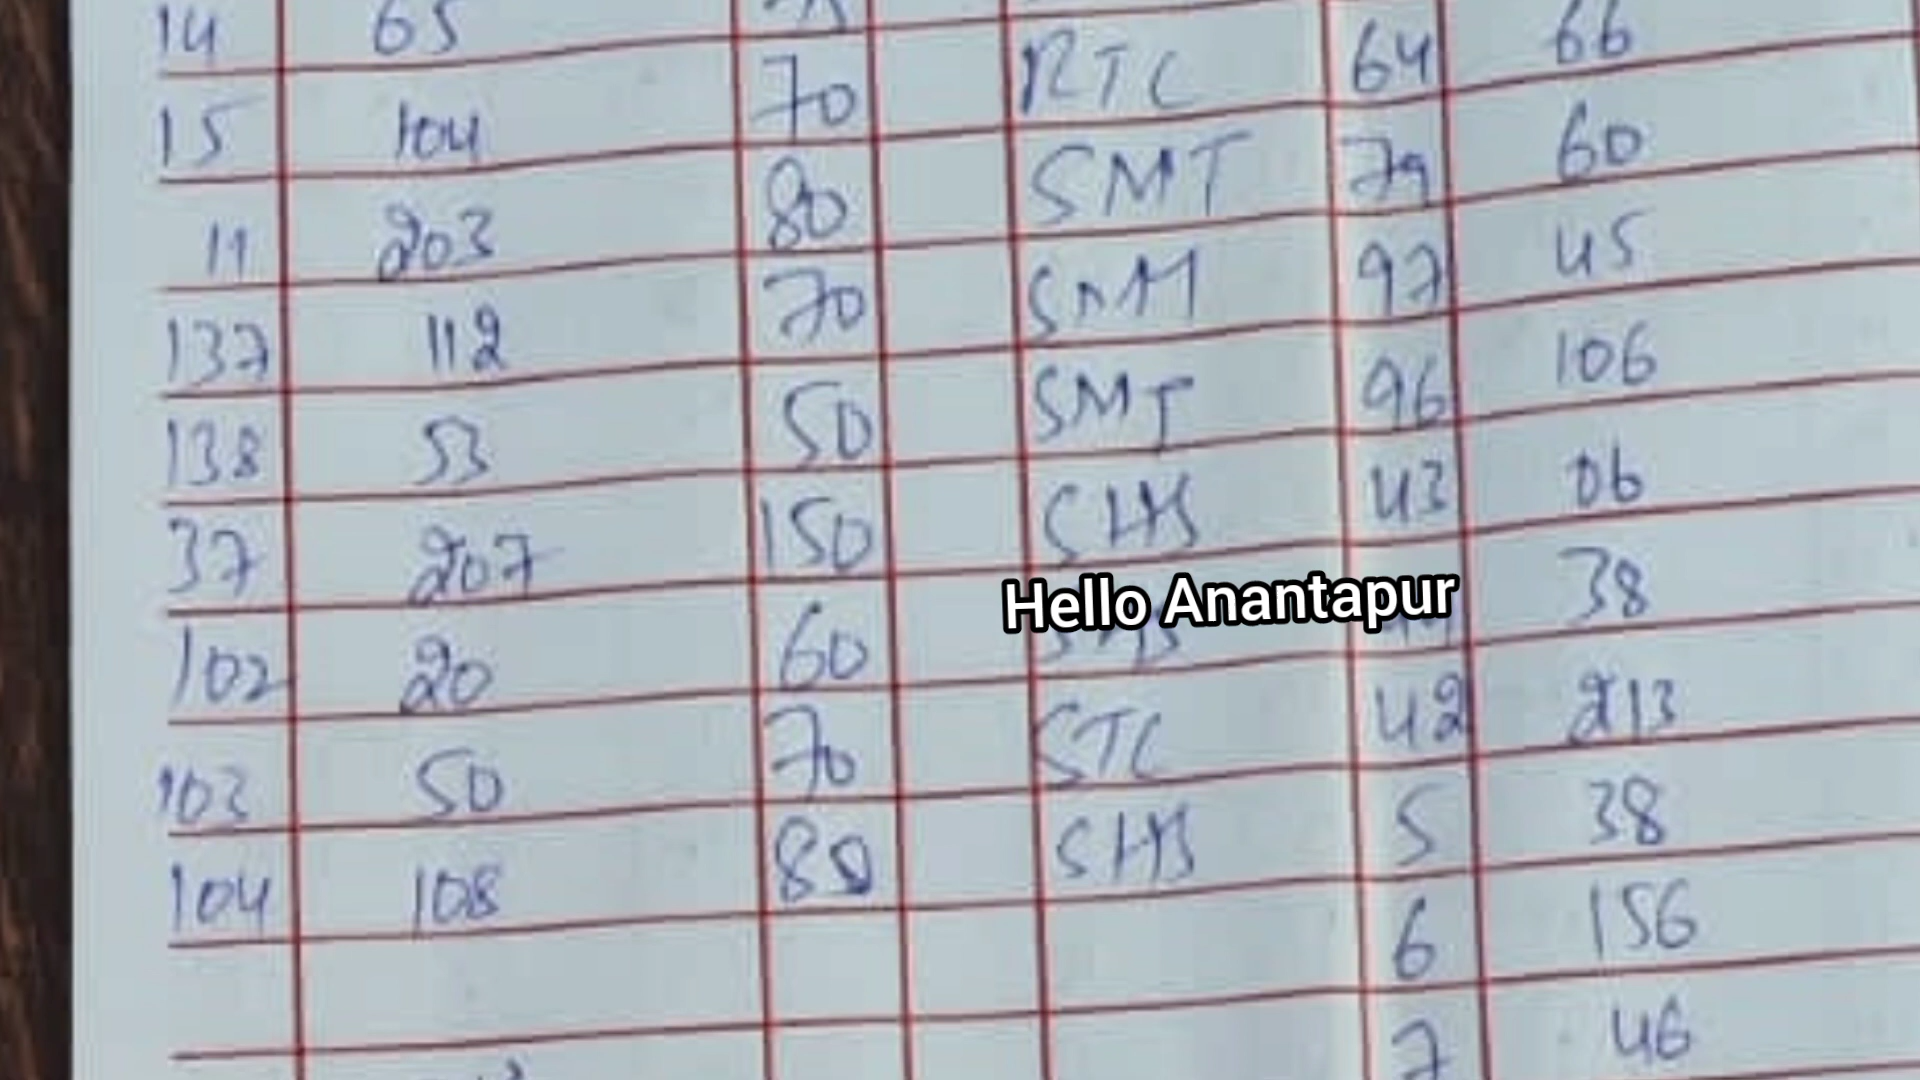 14 65
15 104 70 RTC 64 66
11 203 80 SMT 79 60
137 112 70 SMM 97 45
138 53 50 SMT 96 106
37 207 150 SHS 43 06
102 20 60 38
Hello Anantapur
103 50 70 STC 42 213
104 108 80 SHS 5 38
6 156
7 46